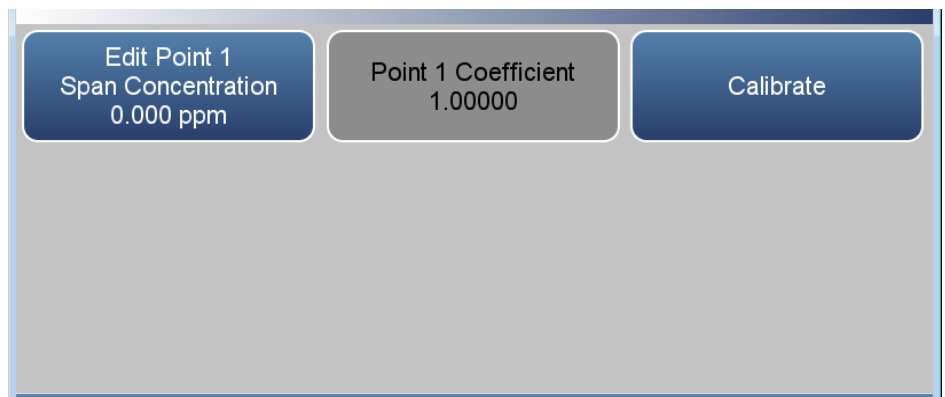 Edit Point 1
Span Concentration
0.000 ppm
Point 1 Coefficient
1.00000
Calibrate